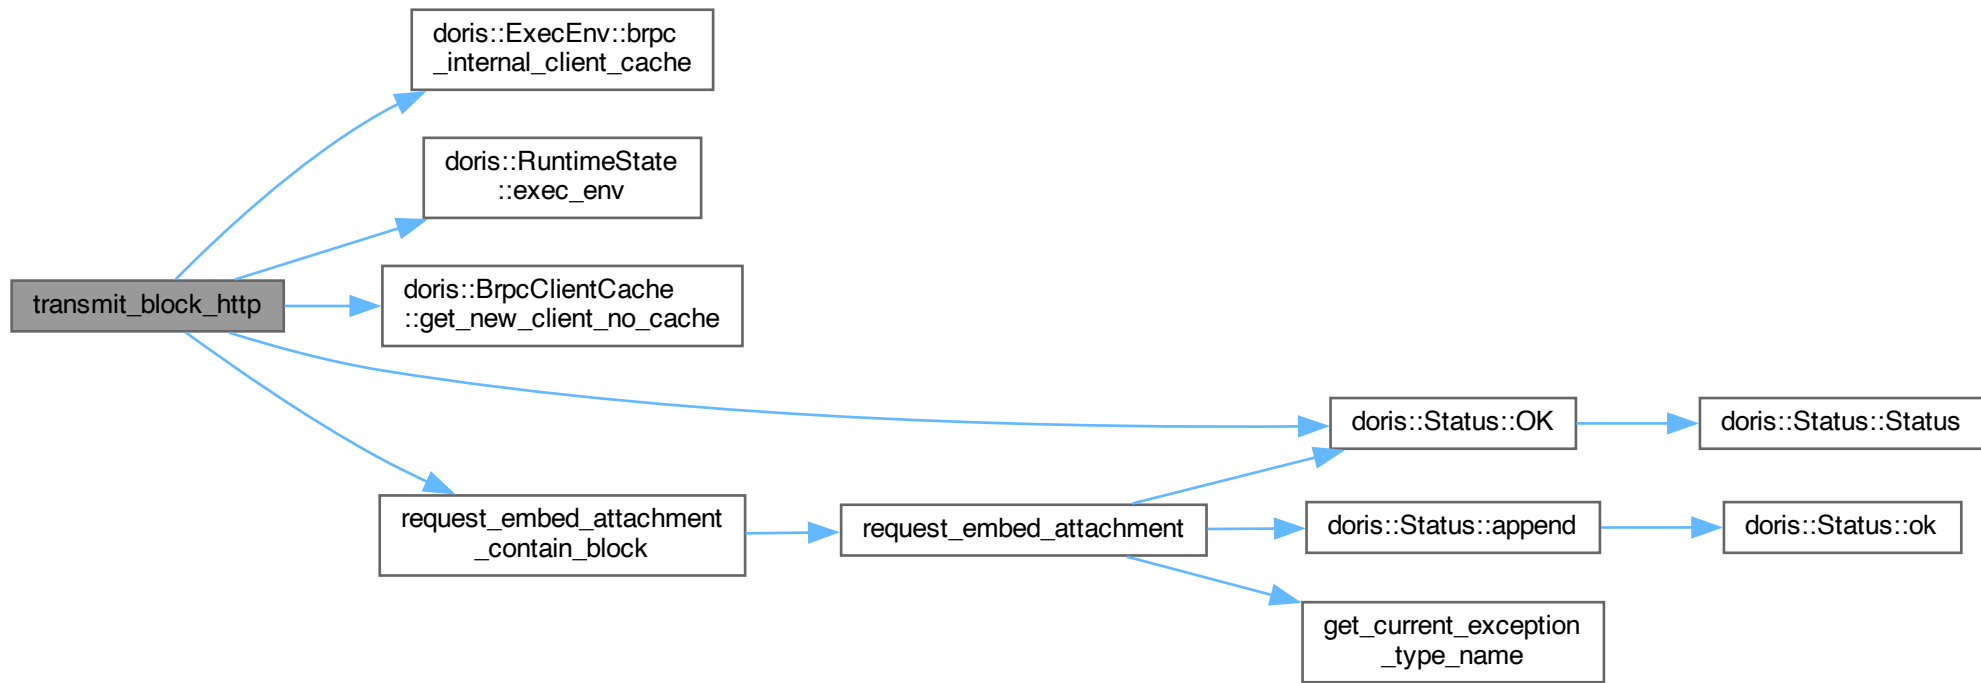 doris::ExecEnv::brpc
_internal_client_cache
doris::RuntimeState
::exec_env
transmit_block_http
doris::BrpcClientCache
::get_new_client_no_cache
doris::Status::OK
doris::Status::Status
request_embed_attachment
_contain_block
request_embed_attachment
doris::Status::append
doris::Status::ok
get_current_exception
_type_name